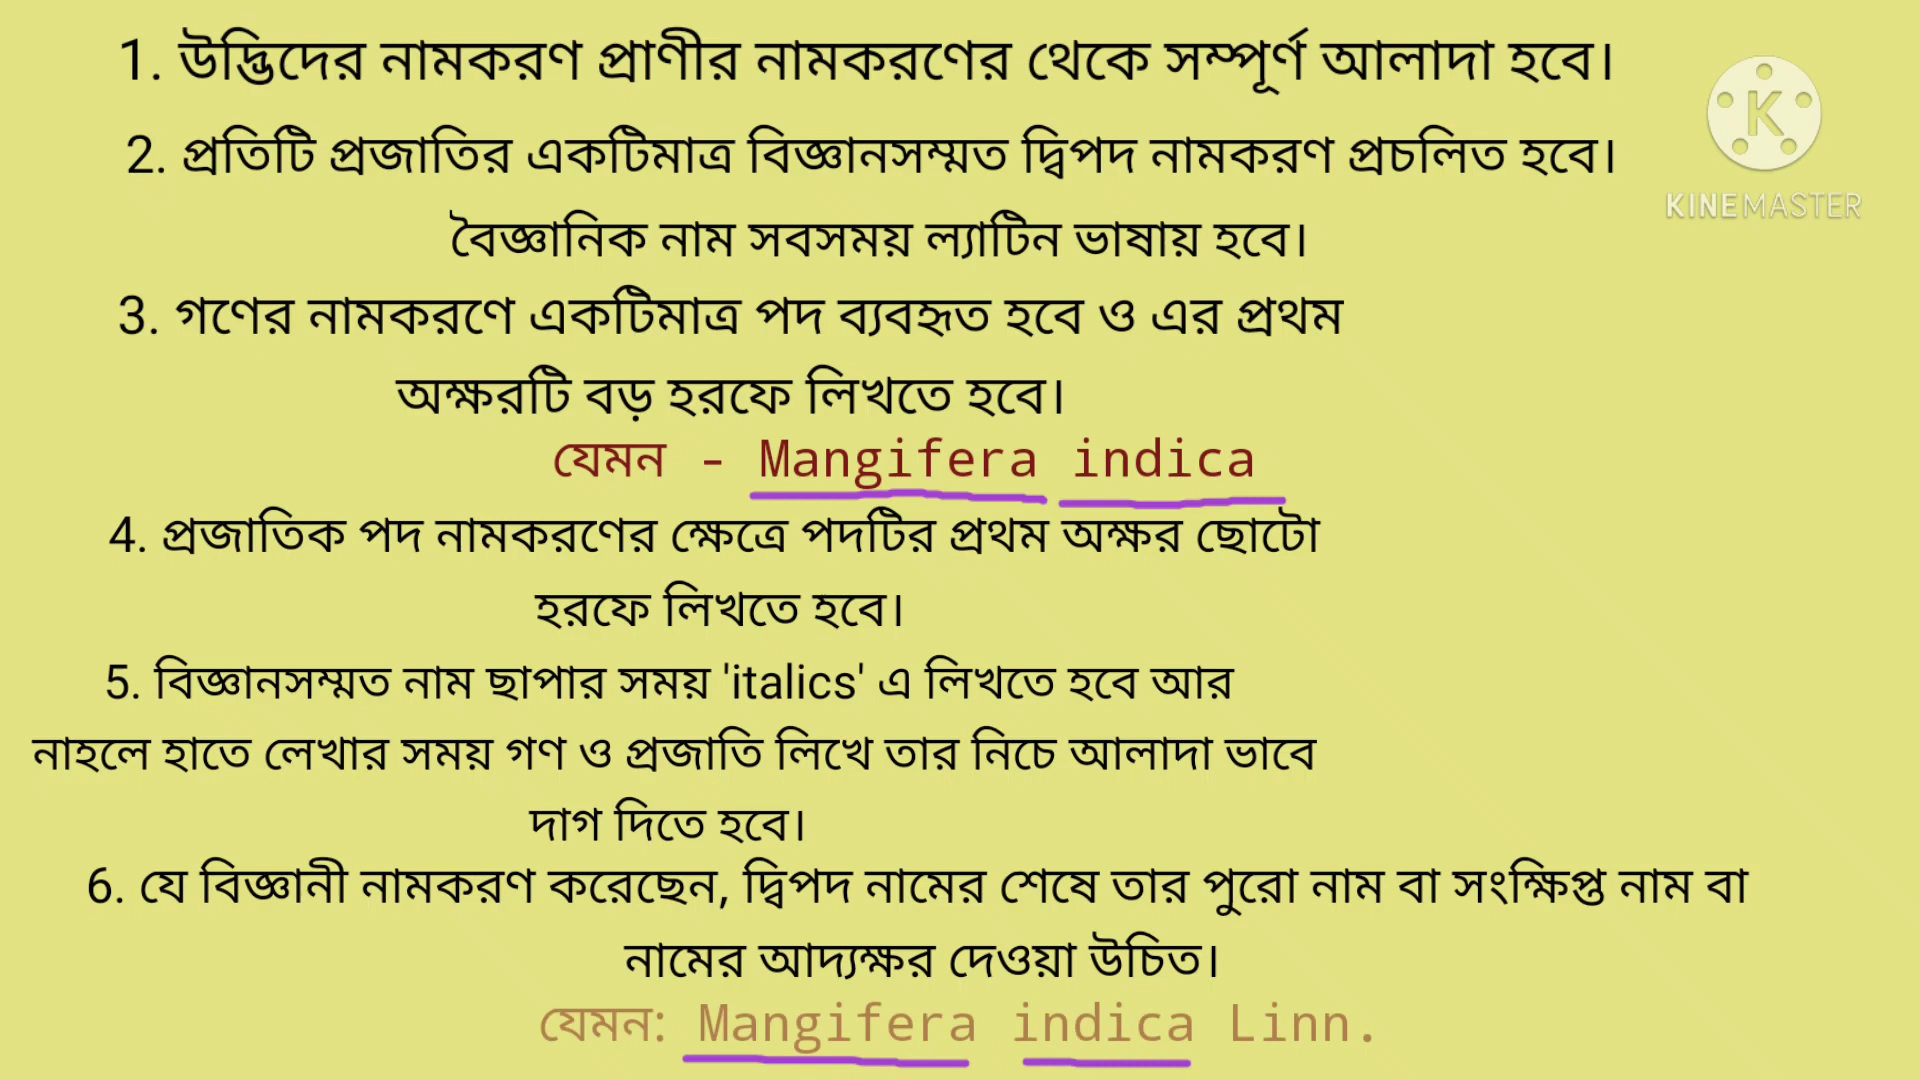 1. উদ্ভিদের নামকরণ প্রাণীর নামকরণের থেকে সম্পূর্ণ আলাদা হবে।
2. প্রতিটি প্রজাতির একটিমাত্র বিজ্ঞানসম্মত দ্বিপদ নামকরণ প্রচলিত হবে।
K
KINEMASTER
বৈজ্ঞানিক নাম সবসময় ল্যাটিন ভাষায় হবে।
3. গণের নামকরণে একটিমাত্র পদ ব্যবহৃত হবে ও এর প্রথম
অক্ষরটি বড় হরফে লিখতে হবে।
যেমন - Mangifera indica
4. প্রজাতিক পদ নামকরণের ক্ষেত্রে পদটির প্রথম অক্ষর ছোটো
হরফে লিখতে হবে।
5. বিজ্ঞানসম্মত নাম ছাপার সময় 'italics' এ লিখতে হবে আর
নাহলে হাতে লেখার সময় গণ ও প্রজাতি লিখে তার নিচে আলাদা ভাবে
দাগ দিতে হবে।
6. যে বিজ্ঞানী নামকরণ করেছেন, দ্বিপদ নামের শেষে তার পুরো নাম বা সংক্ষিপ্ত নাম বা
নামের আদ্যক্ষর দেওয়া উচিত।
যেমন: Mangifera indica Linn.